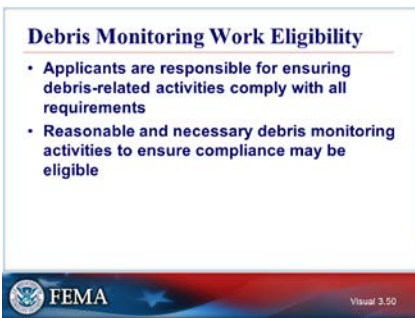 Debris Monitoring Work Eligibility
• Applicants are responsible for ensuring
debris-related activities comply with all
requirements
• Reasonable and necessary debris monitoring
activities to ensure compliance may be
eligible
FEMA
Visual 3.50